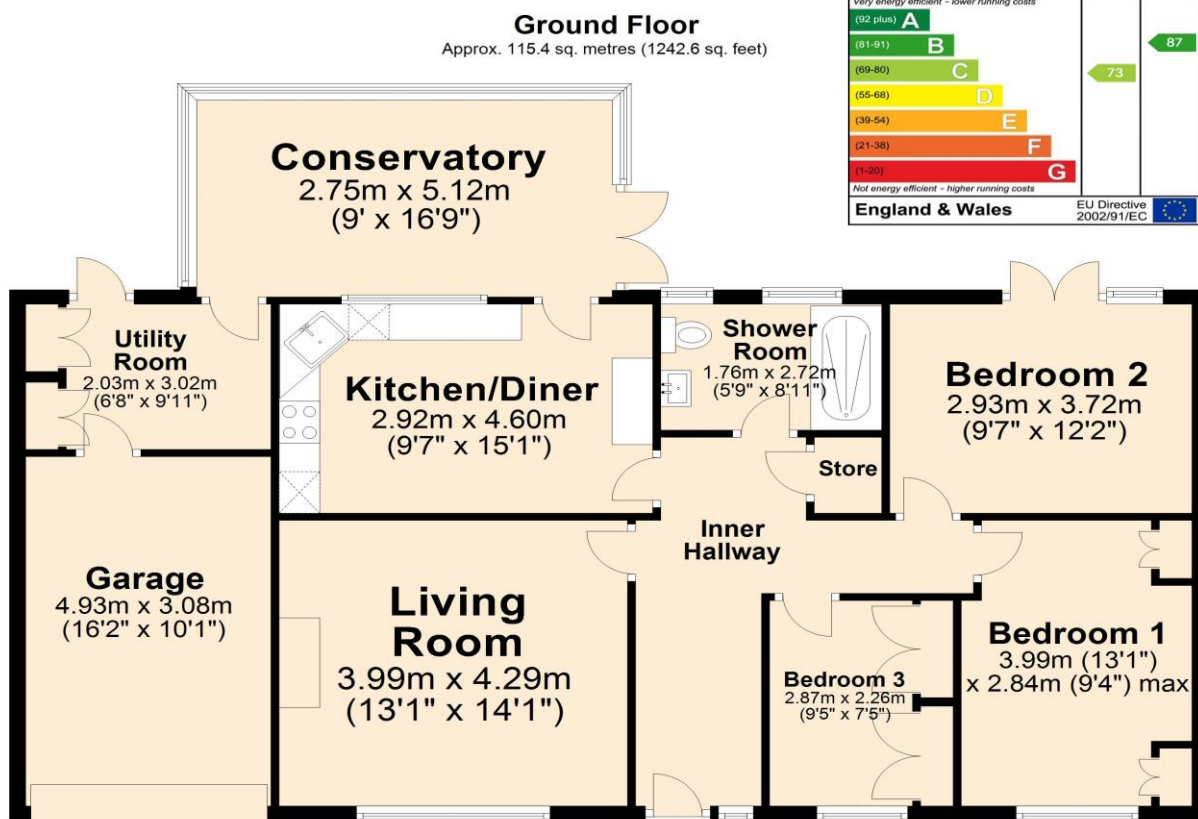 Ground Floor
Approx. 115.4 sq. metres (1242.6 sq. feet)
Very energy efficient – lower running costs
(92 plus) A
(81-91) B
87
(69-80) C
73
(55-68) D
(39-54) E
(21-38) F
(1-20) G
Not energy efficient – higher running costs
England & Wales
EU Directive
2002/91/EC
Conservatory
2.75m x 5.12m
(9' x 16'9")
Utility
Room
2.03m x 3.02m
(6'8" x 9'11")
Kitchen/Diner
2.92m x 4.60m
(9'7" x 15'1")
Shower
Room
1.76m x 2.72m
(5'9" x 8'11")
Bedroom 2
2.93m x 3.72m
(9'7" x 12'2")
Store
Inner
Hallway
Garage
4.93m x 3.08m
(16'2" x 10'1")
Living
Room
3.99m x 4.29m
(13'1" x 14'1")
Bedroom 3
2.87m x 2.26m
(9'5" x 7'5")
Bedroom 1
3.99m (13'1")
x 2.84m (9'4") max